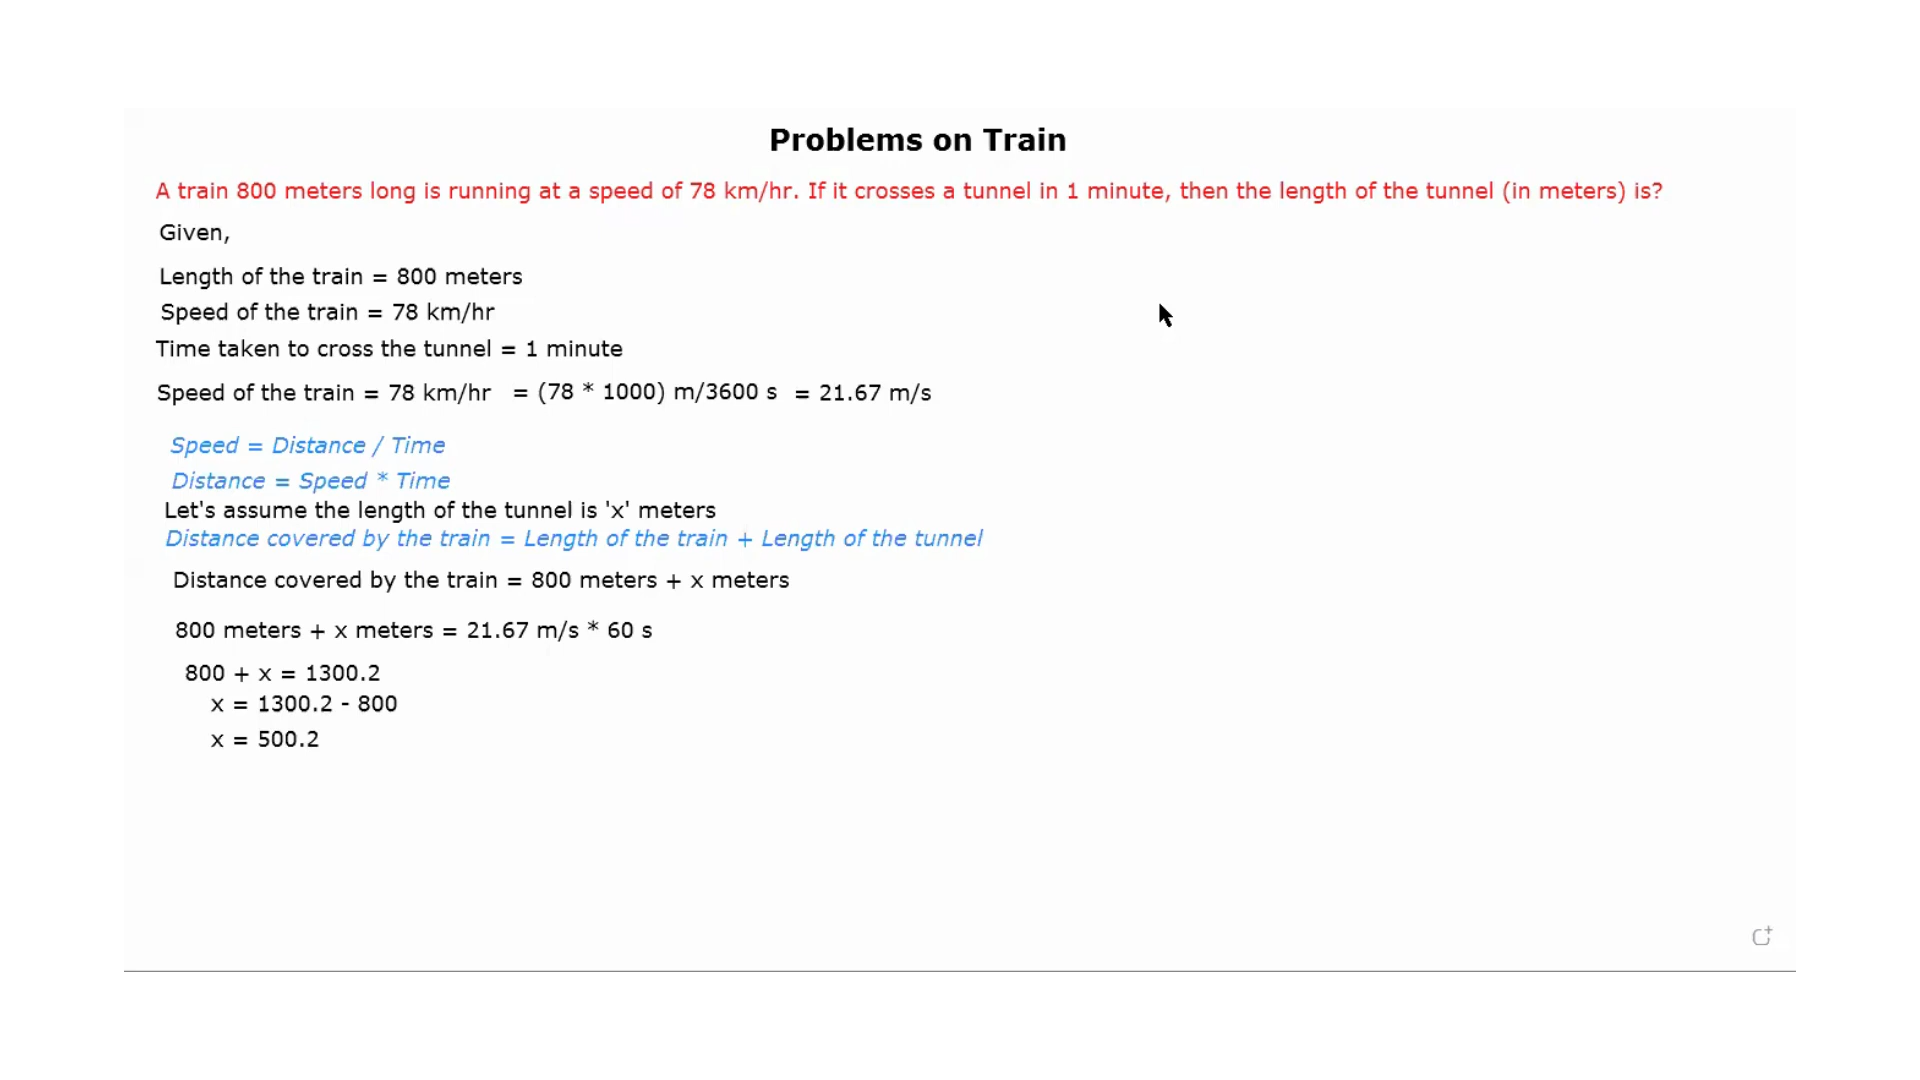 Problems on Train
A train 800 meters long is running at a speed of 78 km/hr. If it crosses a tunnel in 1 minute, then the length of the tunnel (in meters) is?
Given,
Length of the train = 800 meters
Speed of the train = 78 km/hr
Time taken to cross the tunnel = 1 minute
Speed of the train = 78 km/hr = (78 * 1000) m/3600 s = 21.67 m/s
Speed = Distance / Time
Distance = Speed * Time
Let's assume the length of the tunnel is 'x' meters
Distance covered by the train = Length of the train + Length of the tunnel
Distance covered by the train = 800 meters + x meters
800 meters + x meters = 21.67 m/s * 60 s
800 + x = 1300.2
x = 1300.2 - 800
x = 500.2